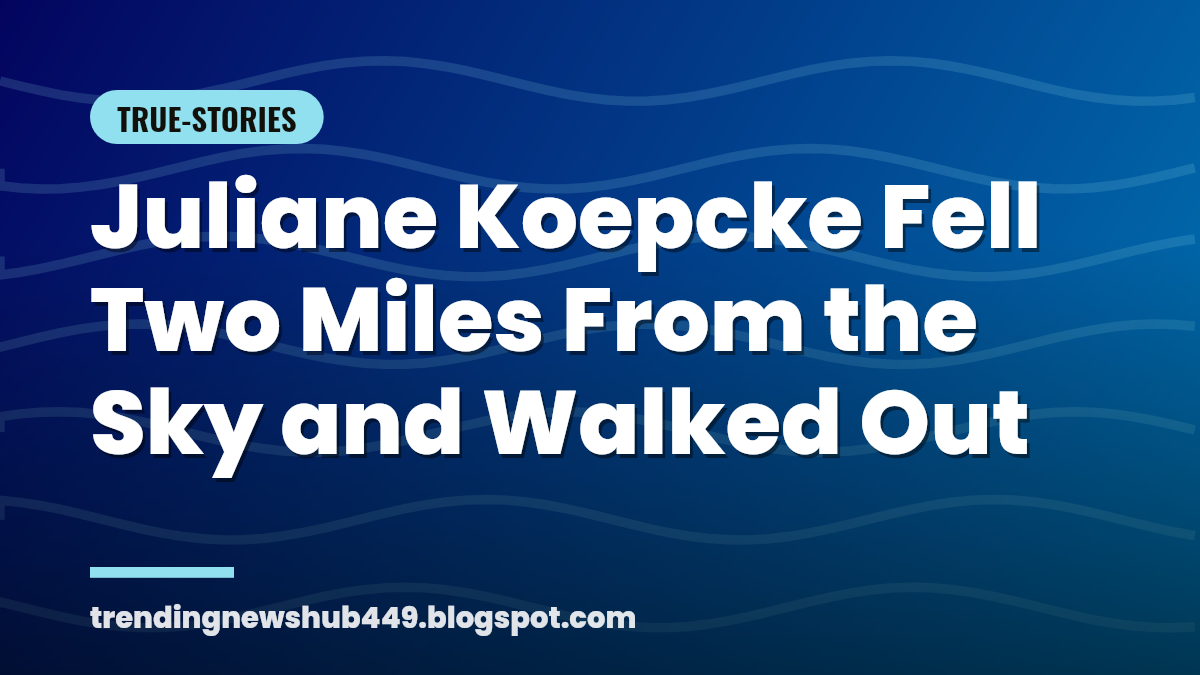 TRUE-STORIES
Juliane Koepcke Fell
Two Miles From the
Sky and Walked Out
trendingnewshub449.blogspot.com